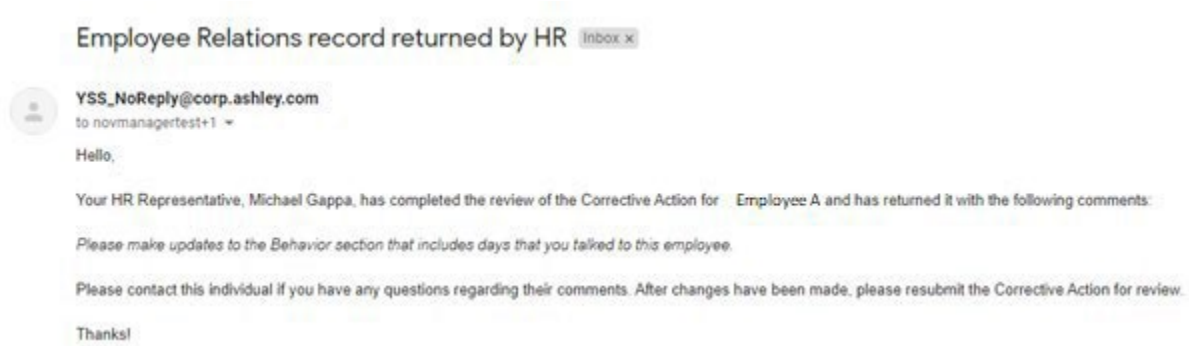 Employee Relations record returned by HR Inbox x
YSS_NoReply@corp.ashley.com
to novmanagertest+1
Hello,
Your HR Representative, Michael Gappa, has completed the review of the Corrective Action for Employee A and has returned it with the following comments:
Please make updates to the Behavior section that includes days that you talked to this employee.
Please contact this individual if you have any questions regarding their comments. After changes have been made, please resubmit the Corrective Action for review.
Thanks!